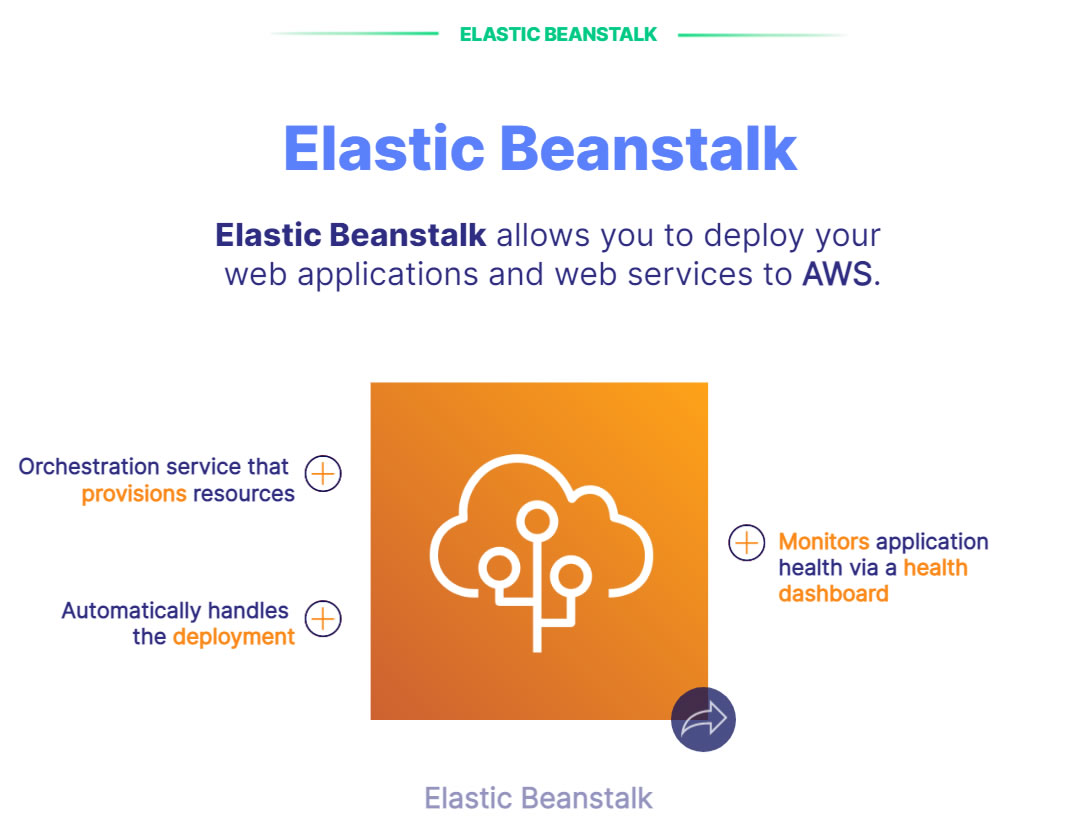 ELASTIC BEANSTALK
Elastic Beanstalk
Elastic Beanstalk allows you to deploy your
web applications and web services to AWS.
Orchestration service that
provisions resources
Automatically handles
the deployment
Monitors application
health via a health
dashboard
Elastic Beanstalk